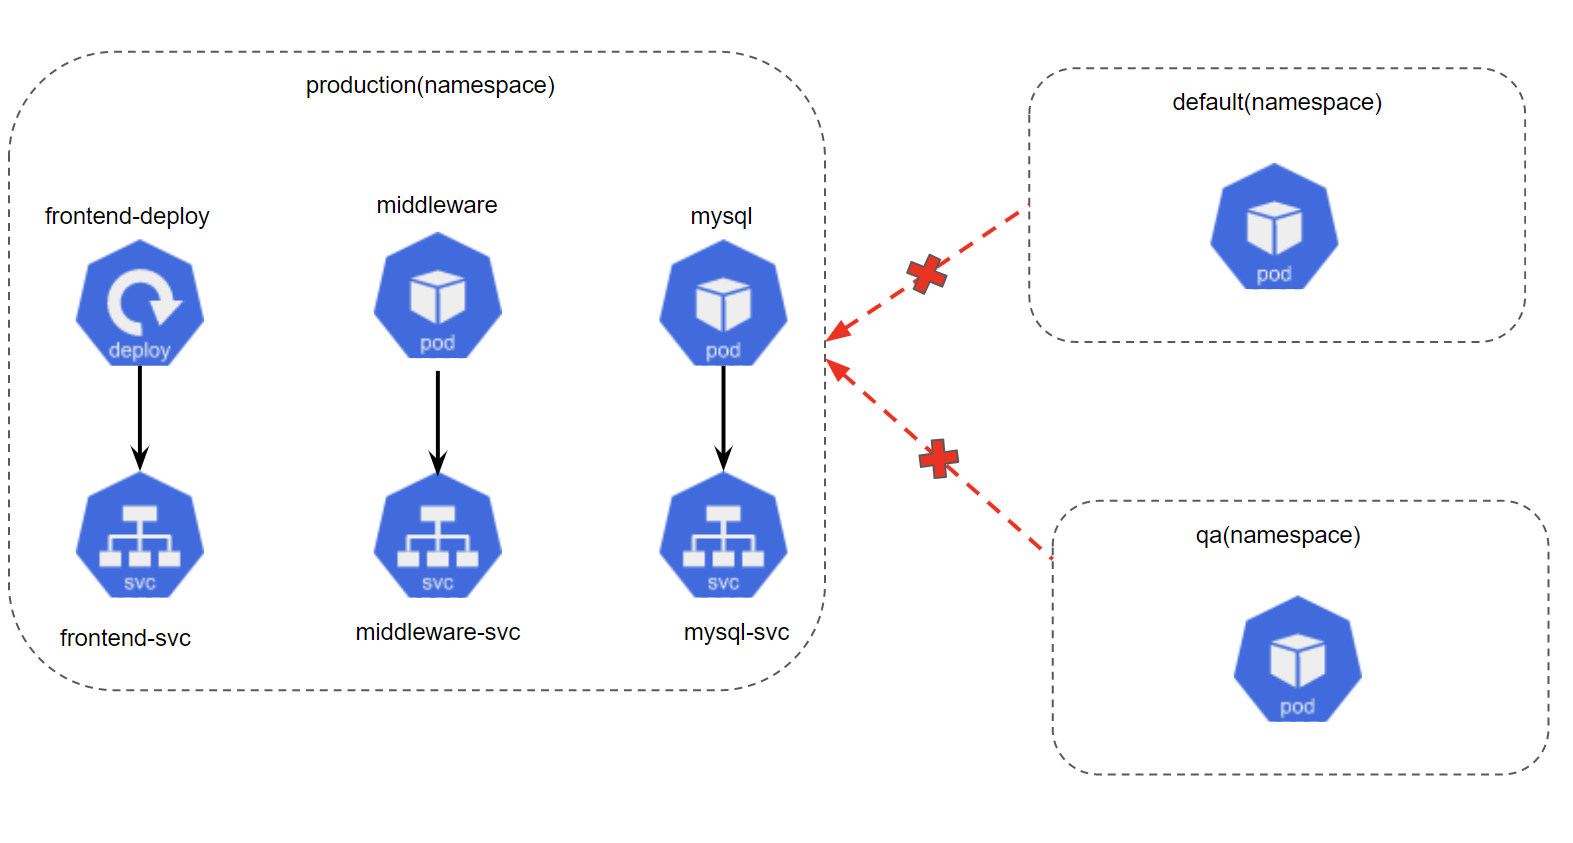 production(namespace)
frontend-deploy
middleware
mysql
deploy
pod
pod
svc
svc
svc
frontend-svc
middleware-svc
mysql-svc
default(namespace)
pod
qa(namespace)
pod